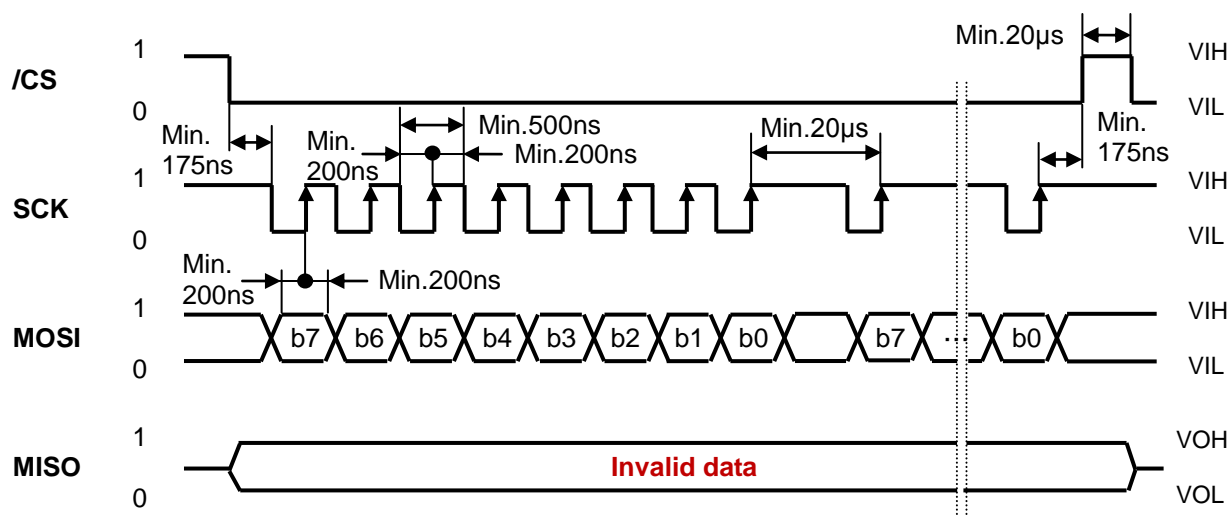 Min.20µs
1
VIH
/CS
0
VIL
Min.
175ns
Min.
200ns
Min.500ns
Min.200ns
Min.20µs
Min.
175ns
1
VIH
SCK
0
VIL
Min.
200ns
Min.200ns
1
VIH
MOSI
b7 b6 b5 b4 b3 b2 b1 b0 b7 ... b0
0
VIL
1
VOH
MISO
Invalid data
0
VOL